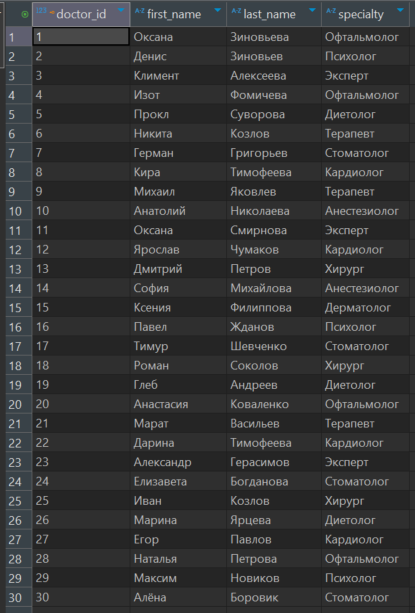 doctor_id first_name last_name specialty
1 1 Оксана Зиновьева Офтальмолог
2 2 Денис Зиновьев Психолог
3 3 Климент Алексеева Эксперт
4 4 Изот Фомичева Офтальмолог
5 5 Прокл Суворова Диетолог
6 6 Никита Козлов Терапевт
7 7 Герман Григорьев Стоматолог
8 8 Кира Тимофеева Кардиолог
9 9 Михаил Яковлев Терапевт
10 10 Анатолий Николаева Анестезиолог
11 11 Оксана Смирнова Эксперт
12 12 Ярослав Чумаков Кардиолог
13 13 Дмитрий Петров Хирург
14 14 София Михайлова Анестезиолог
15 15 Ксения Филиппова Дерматолог
16 16 Павел Жданов Психолог
17 17 Тимур Шевченко Стоматолог
18 18 Роман Соколов Хирург
19 19 Глеб Андреев Диетолог
20 20 Анастасия Коваленко Офтальмолог
21 21 Марат Васильев Терапевт
22 22 Дарина Тимофеева Кардиолог
23 23 Александр Герасимов Эксперт
24 24 Елизавета Богданова Стоматолог
25 25 Иван Козлов Хирург
26 26 Марина Ярцева Диетолог
27 27 Егор Павлов Кардиолог
28 28 Наталья Петрова Офтальмолог
29 29 Максим Новиков Психолог
30 30 Алёна Боровик Стоматолог